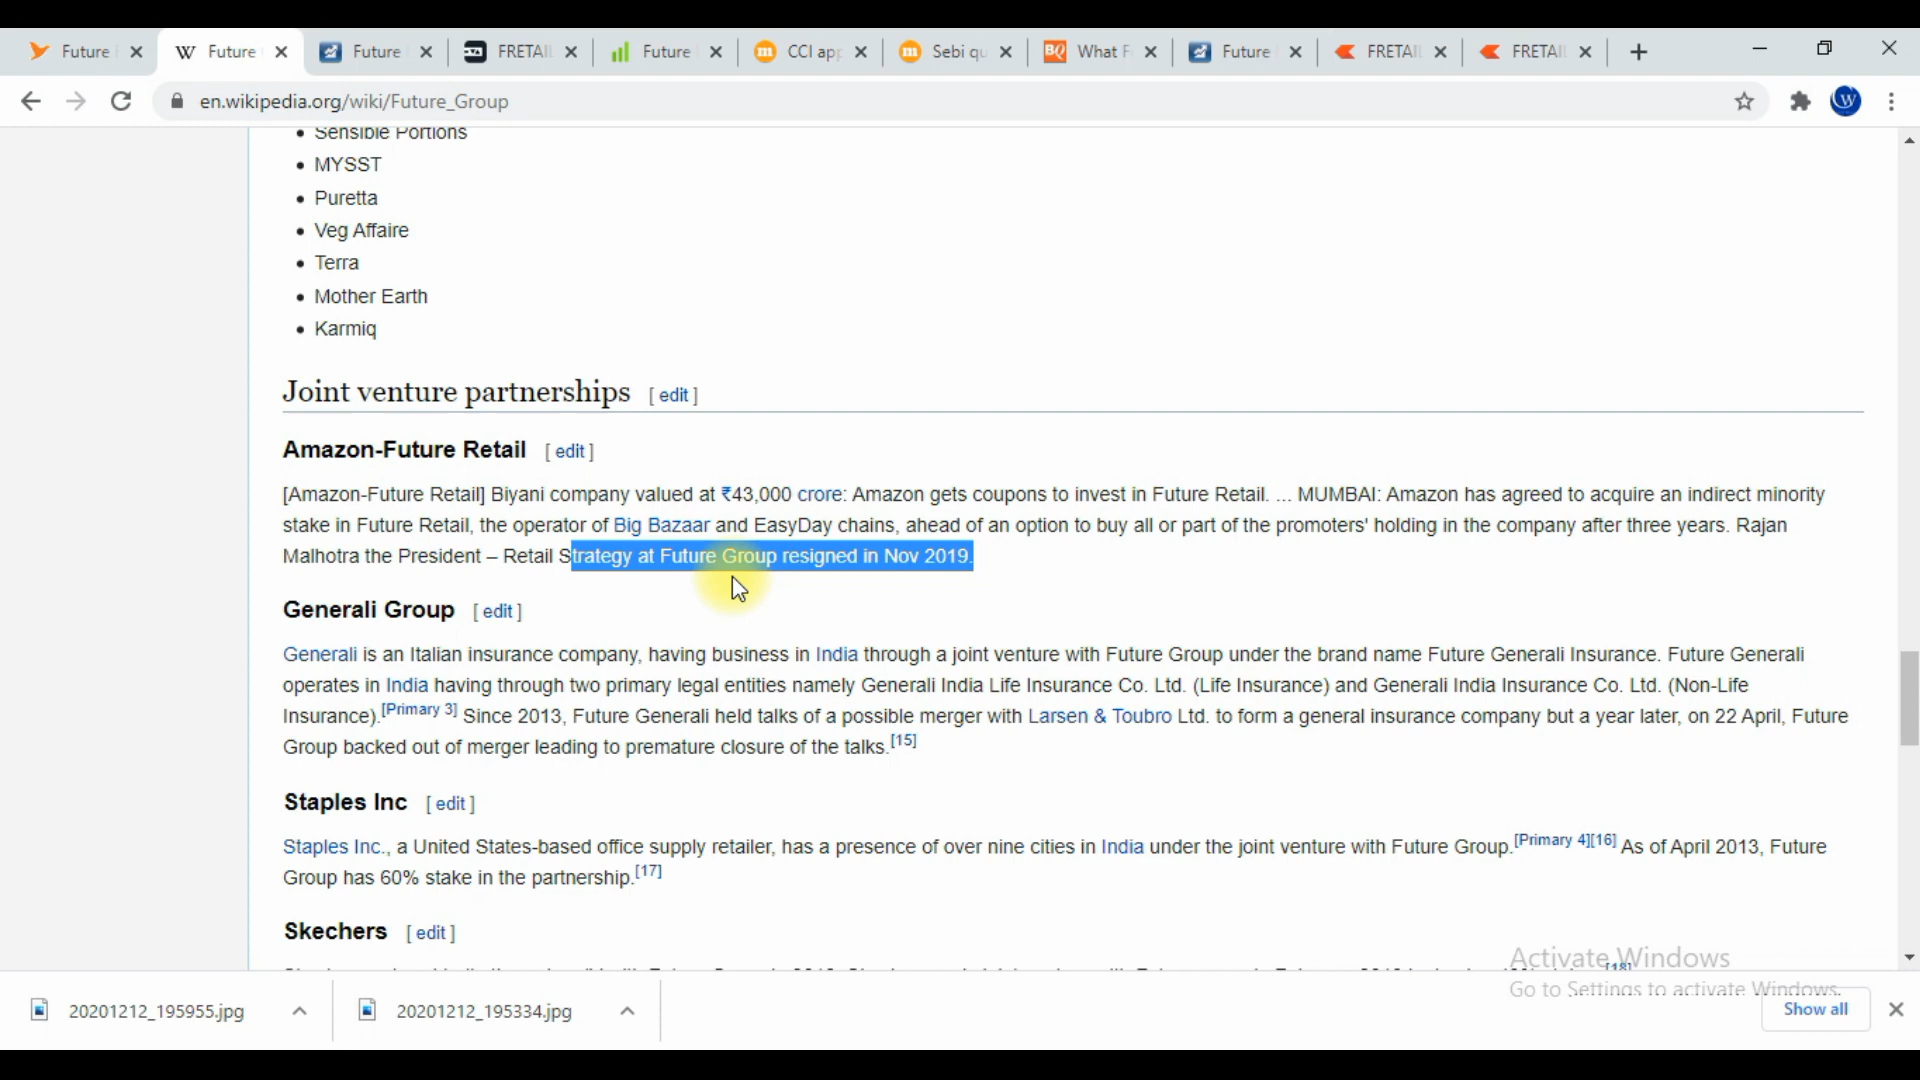 Future
Future
Future
FRETAIL
Future
CCI app
Sebi qu
What F
Future
FRETAIL
FRETAIL
en.wikipedia.org/wiki/Future_Group
Sensible Portions
MYSST
Puretta
Veg Affaire
Terra
Mother Earth
Karmiq
Joint venture partnerships [ edit ]
Amazon-Future Retail [ edit ]
[Amazon-Future Retail] Biyani company valued at ₹43,000 crore: Amazon gets coupons to invest in Future Retail. ... MUMBAI: Amazon has agreed to acquire an indirect minority
stake in Future Retail, the operator of Big Bazaar and EasyDay chains, ahead of an option to buy all or part of the promoters' holding in the company after three years. Rajan
Malhotra the President – Retail Strategy at Future Group resigned in Nov 2019.
Generali Group [ edit ]
Generali is an Italian insurance company, having business in India through a joint venture with Future Group under the brand name Future Generali Insurance. Future Generali
operates in India having through two primary legal entities namely Generali India Life Insurance Co. Ltd. (Life Insurance) and Generali India Insurance Co. Ltd. (Non-Life
Insurance).[Primary 3] Since 2013, Future Generali held talks of a possible merger with Larsen & Toubro Ltd. to form a general insurance company but a year later, on 22 April, Future
Group backed out of merger leading to premature closure of the talks.[15]
Staples Inc [ edit ]
Staples Inc., a United States-based office supply retailer, has a presence of over nine cities in India under the joint venture with Future Group.[Primary 4][16] As of April 2013, Future
Group has 60% stake in the partnership.[17]
Skechers [ edit ]
Activate Windows
Go to Settings to activate Windows.
20201212_195955.jpg
20201212_195334.jpg
Show all